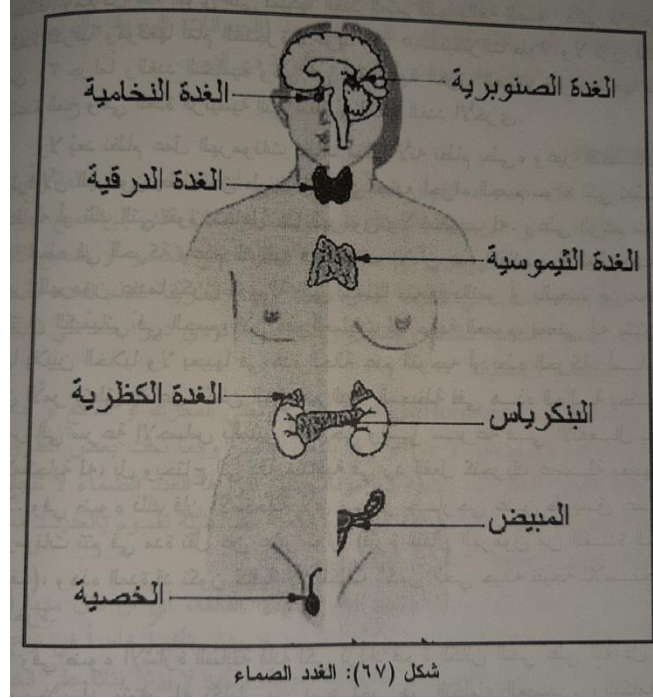 الغدة الصنوبرية
الغدة النخامية
الغدة الدرقية
الغدة الثيموسية
الغدة الكظرية
البنكرياس
المبيض
الخصية
شكل (٦٧): الغدد الصماء